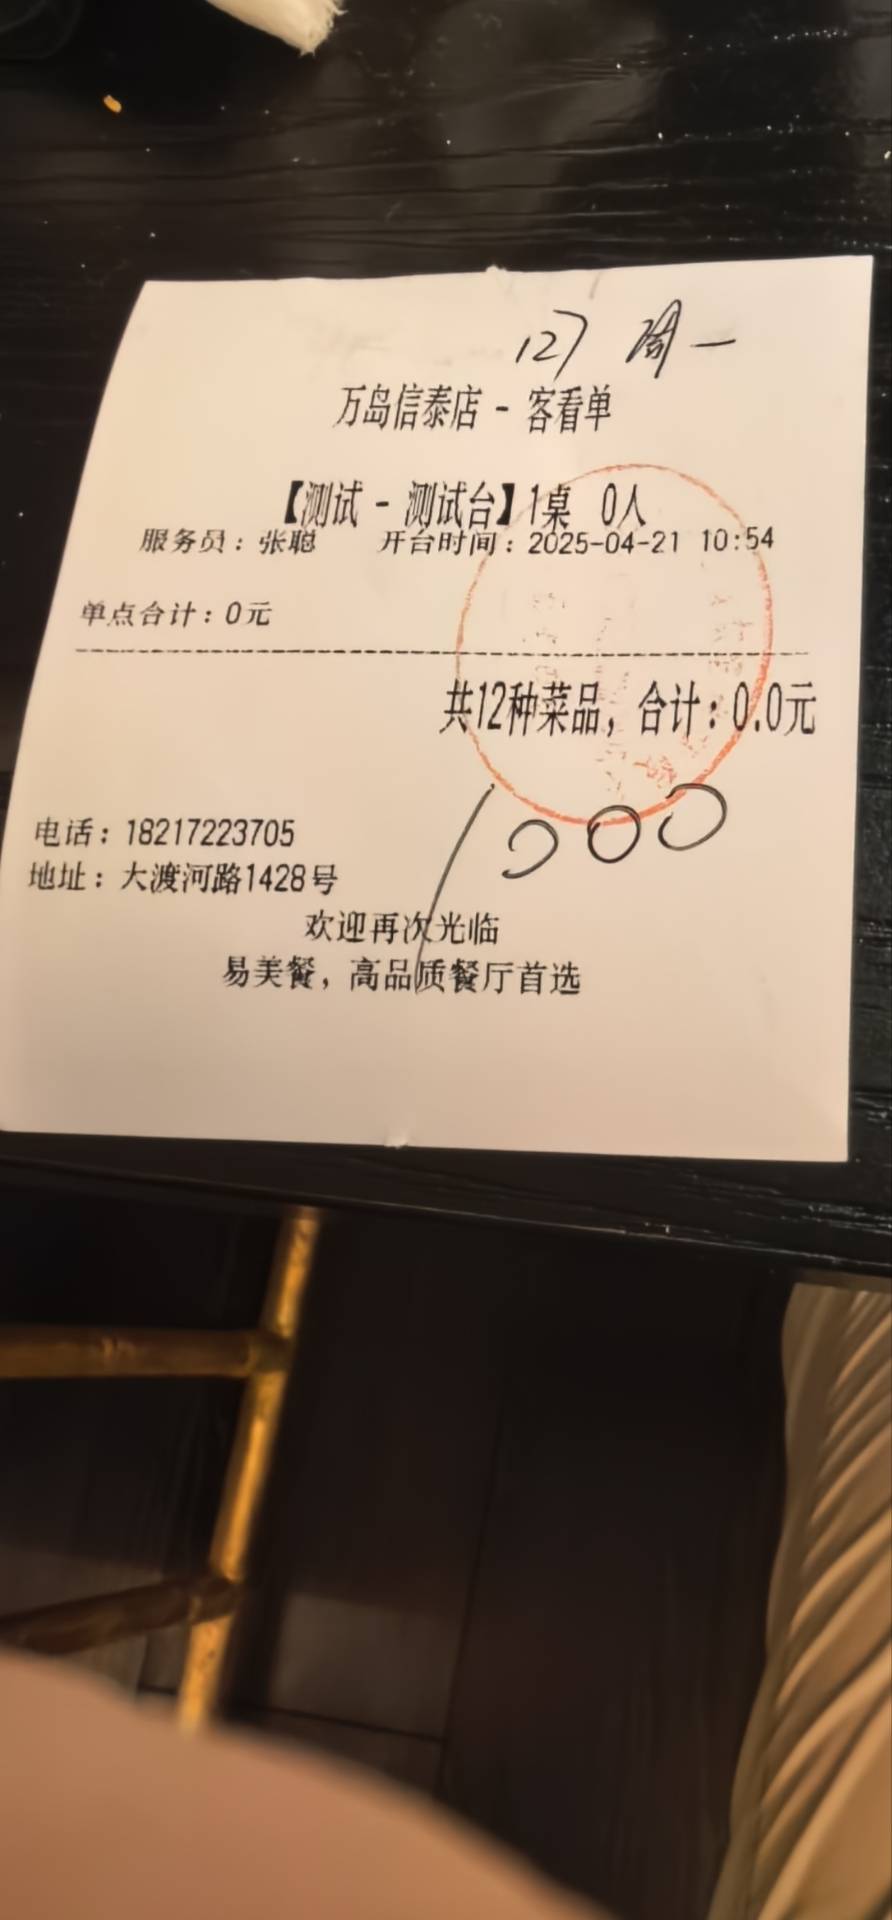 127 周一
万岛信泰店 - 客看单
【测试 - 测试台】1桌 0人
服务员：张聪 开台时间：2025-04-21 10:54
单点合计：0元
共12种菜品，合计：0.0元
1000
电话：18217223705
地址：大渡河路1428号
欢迎再次光临
易美餐，高品质餐厅首选